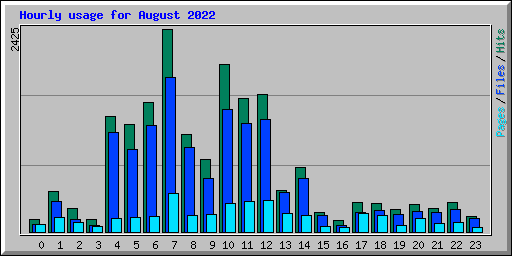 Hourly usage for August 2022
2425
Pages/Files/Hits
0 1 2 3 4 5 6 7 8 9 10 11 12 13 14 15 16 17 18 19 20 21 22 23